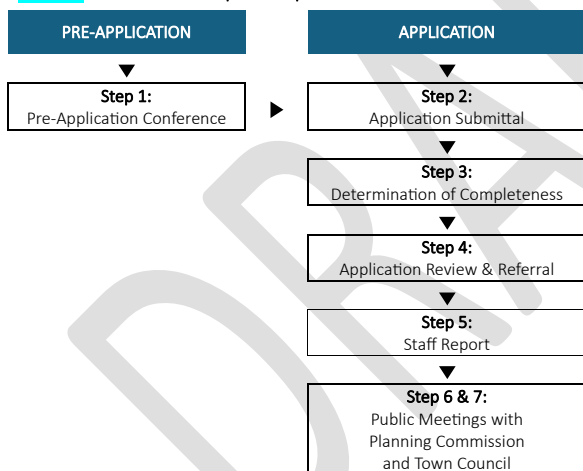 PRE-APPLICATION
Step 1:
Pre-Application Conference
APPLICATION
Step 2:
Application Submittal
Step 3:
Determination of Completeness
Step 4:
Application Review & Referral
Step 5:
Staff Report
Step 6 & 7:
Public Meetings with
Planning Commission
and Town Council